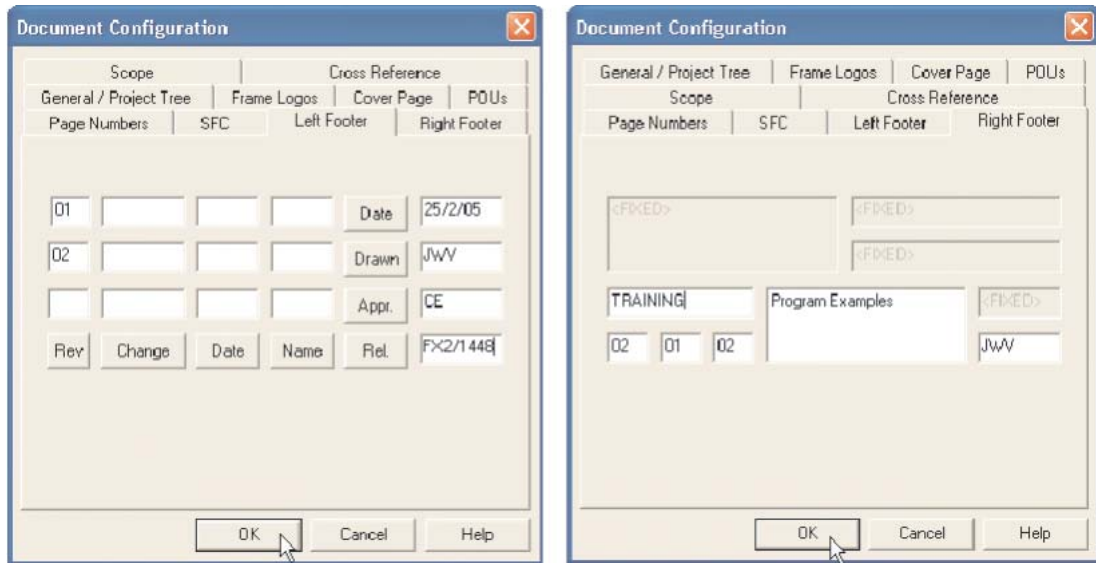 Document Configuration
Scope Cross Reference
General / Project Tree Frame Logos Cover Page POUs
Page Numbers SFC Left Footer Right Footer
01 Date 25/2/05
02 Drawn JWV
Appr. CE
Rev Change Date Name Rel. FX2/1448
OK Cancel Help
Document Configuration
General / Project Tree Frame Logos Cover Page POUs
Scope Cross Reference
Page Numbers SFC Left Footer Right Footer
<FIXED> <FIXED>
<FIXED>
TRAINING Program Examples <FIXED>
02 01 02 JWV
OK Cancel Help